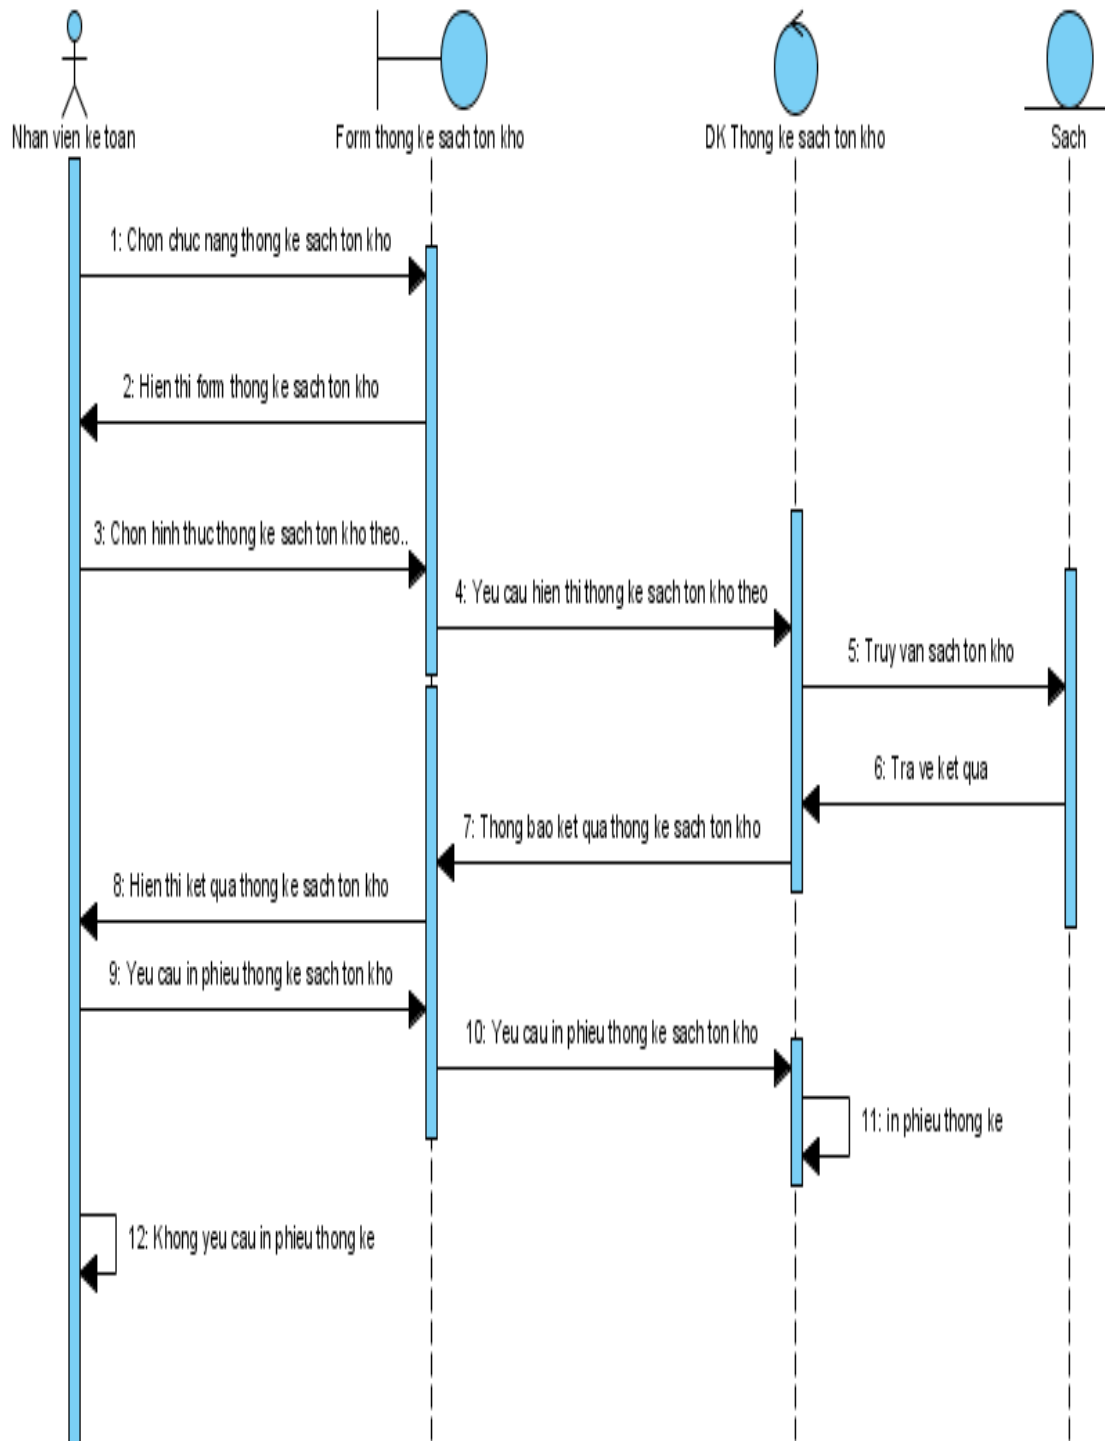 Nhan vien ke toan
Form thong ke sach ton kho
DK Thong ke sach ton kho
Sach
1: Chon chuc nang thong ke sach ton kho
2: Hien thi form thong ke sach ton kho
3: Chon hinh thuc thong ke sach ton kho theo..
4: Yeu cau hien thi thong ke sach ton kho theo
5: Truy van sach ton kho
6: Tra ve ket qua
7: Thong bao ket qua thong ke sach ton kho
8: Hien thi ket qua thong ke sach ton kho
9: Yeu cau in phieu thong ke sach ton kho
10: Yeu cau in phieu thong ke sach ton kho
11: in phieu thong ke
12: Khong yeu cau in phieu thong ke